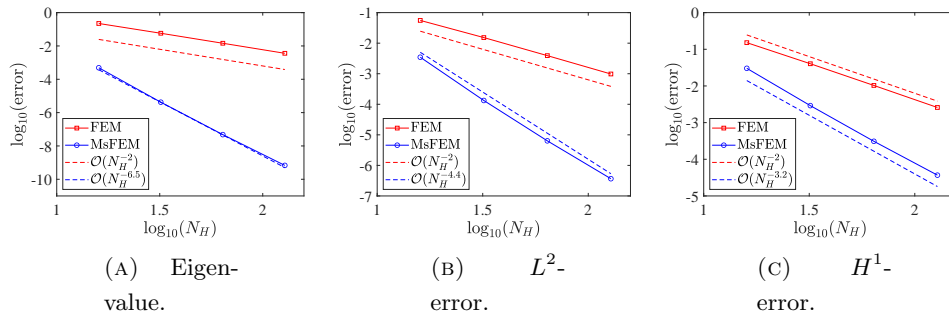 0
-2
-4
-6
-8
-10
log₁₀(error)
FEM
MsFEM
O(N_H^{-2})
O(N_H^{-6.5})
1
1.5
2
log₁₀(N_H)
(A) Eigen-
value.
-1
-2
-3
-4
-5
-6
-7
log₁₀(error)
FEM
MsFEM
O(N_H^{-2})
O(N_H^{-4.4})
1
1.5
2
log₁₀(N_H)
(B) L²-
error.
0
-1
-2
-3
-4
-5
log₁₀(error)
FEM
MsFEM
O(N_H^{-2})
O(N_H^{-3.2})
1
1.5
2
log₁₀(N_H)
(C) H¹-
error.